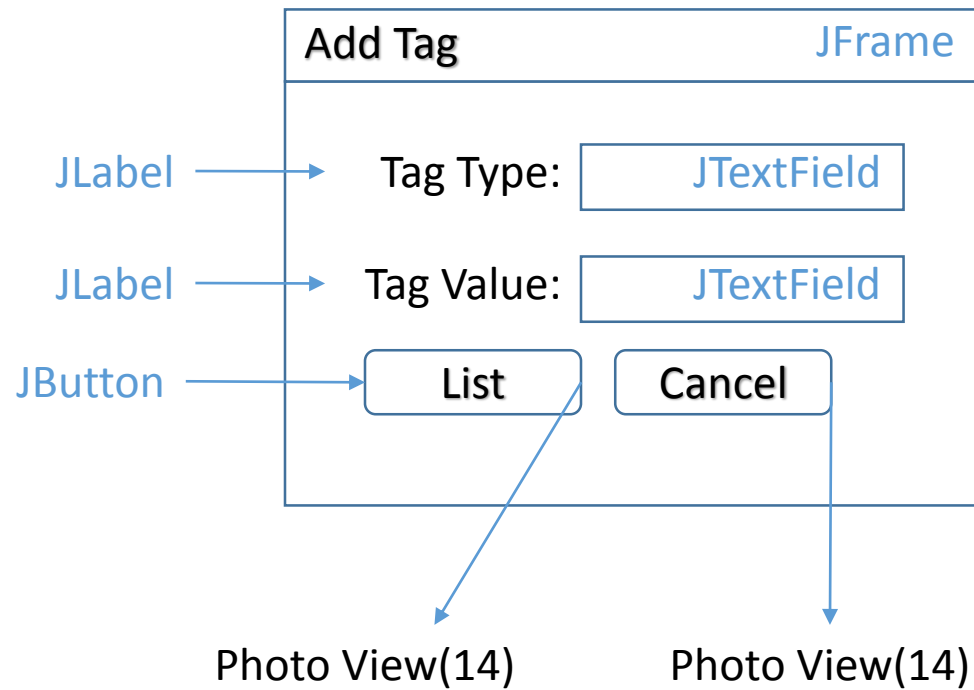 Add Tag JFrame
JLabel Tag Type: JTextField
JLabel Tag Value: JTextField
JButton List Cancel
Photo View(14) Photo View(14)